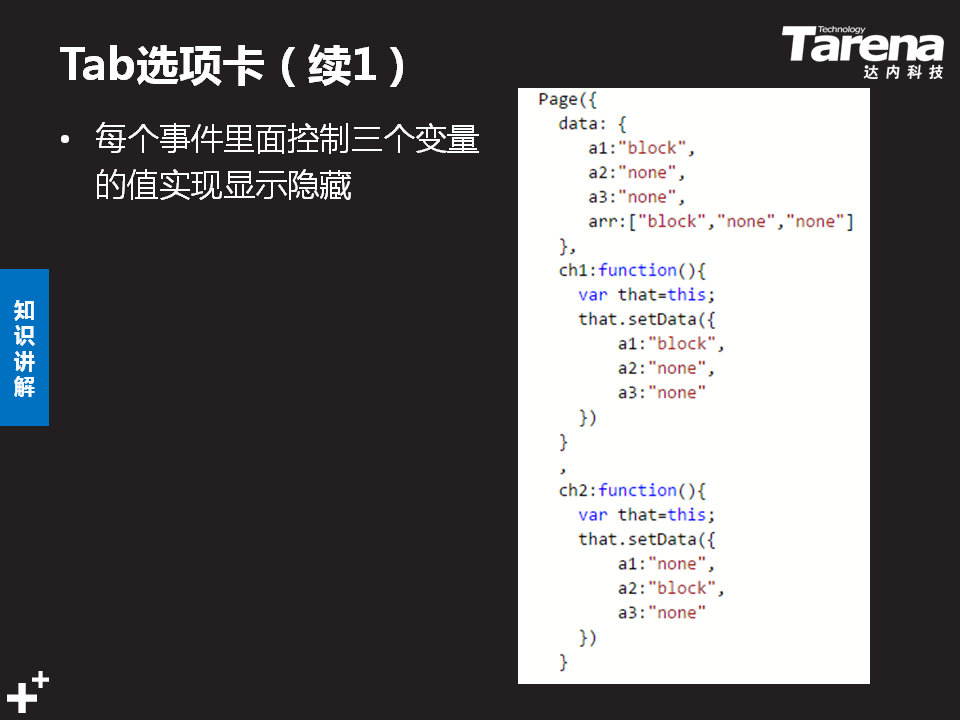 Tab选项卡（续1）
Technology
Tarena
达内科技
• 每个事件里面控制三个变量
的值实现显示隐藏
知
识
讲
解
Page({
data: {
a1:"block",
a2:"none",
a3:"none",
arr:["block","none","none"]
},
ch1:function(){
var that=this;
that.setData({
a1:"block",
a2:"none",
a3:"none"
})
}
,
ch2:function(){
var that=this;
that.setData({
a1:"none",
a2:"block",
a3:"none"
})
}